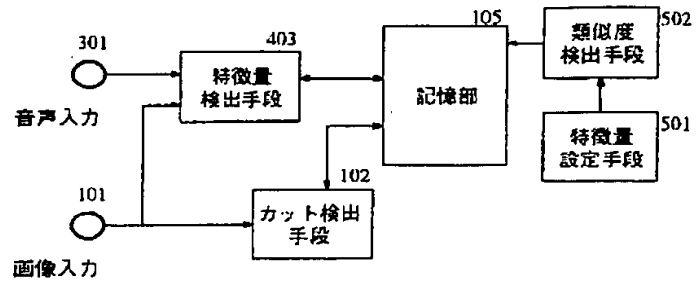 301
音声入力
403
特徴量
検出手段
105
記憶部
502
類似度
検出手段
501
特徴量
設定手段
101
画像入力
102
カット検出
手段